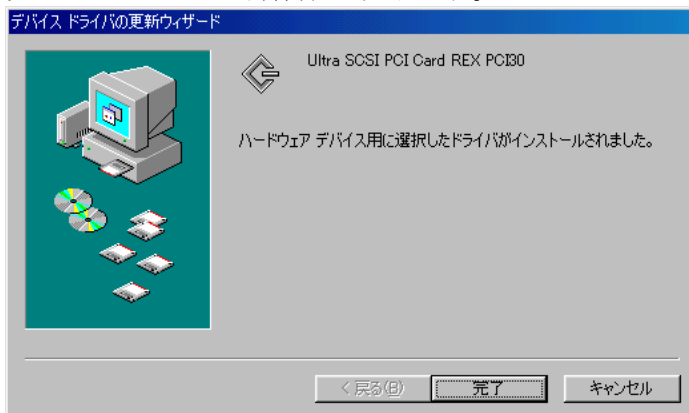 デバイス ドライバの更新ウィザード
Ultra SCSI PCI Card REX PCI30
ハードウェア デバイス用に選択したドライバがインストールされました。
< 戻る(B)
完了
キャンセル